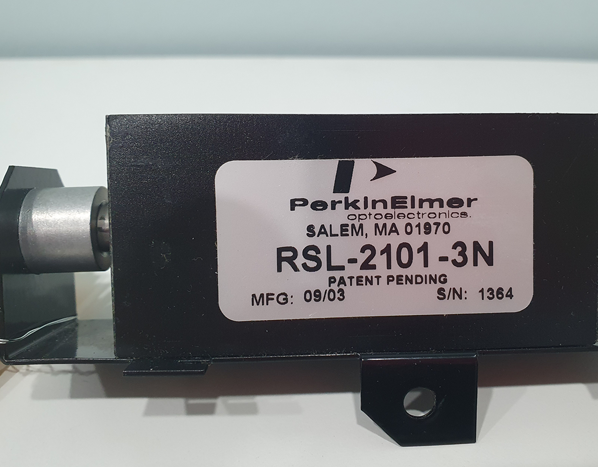 PerkinElmer
optoelectronics.
SALEM, MA 01970
RSL-2101-3N
PATENT PENDING
MFG: 09/03 S/N: 1364